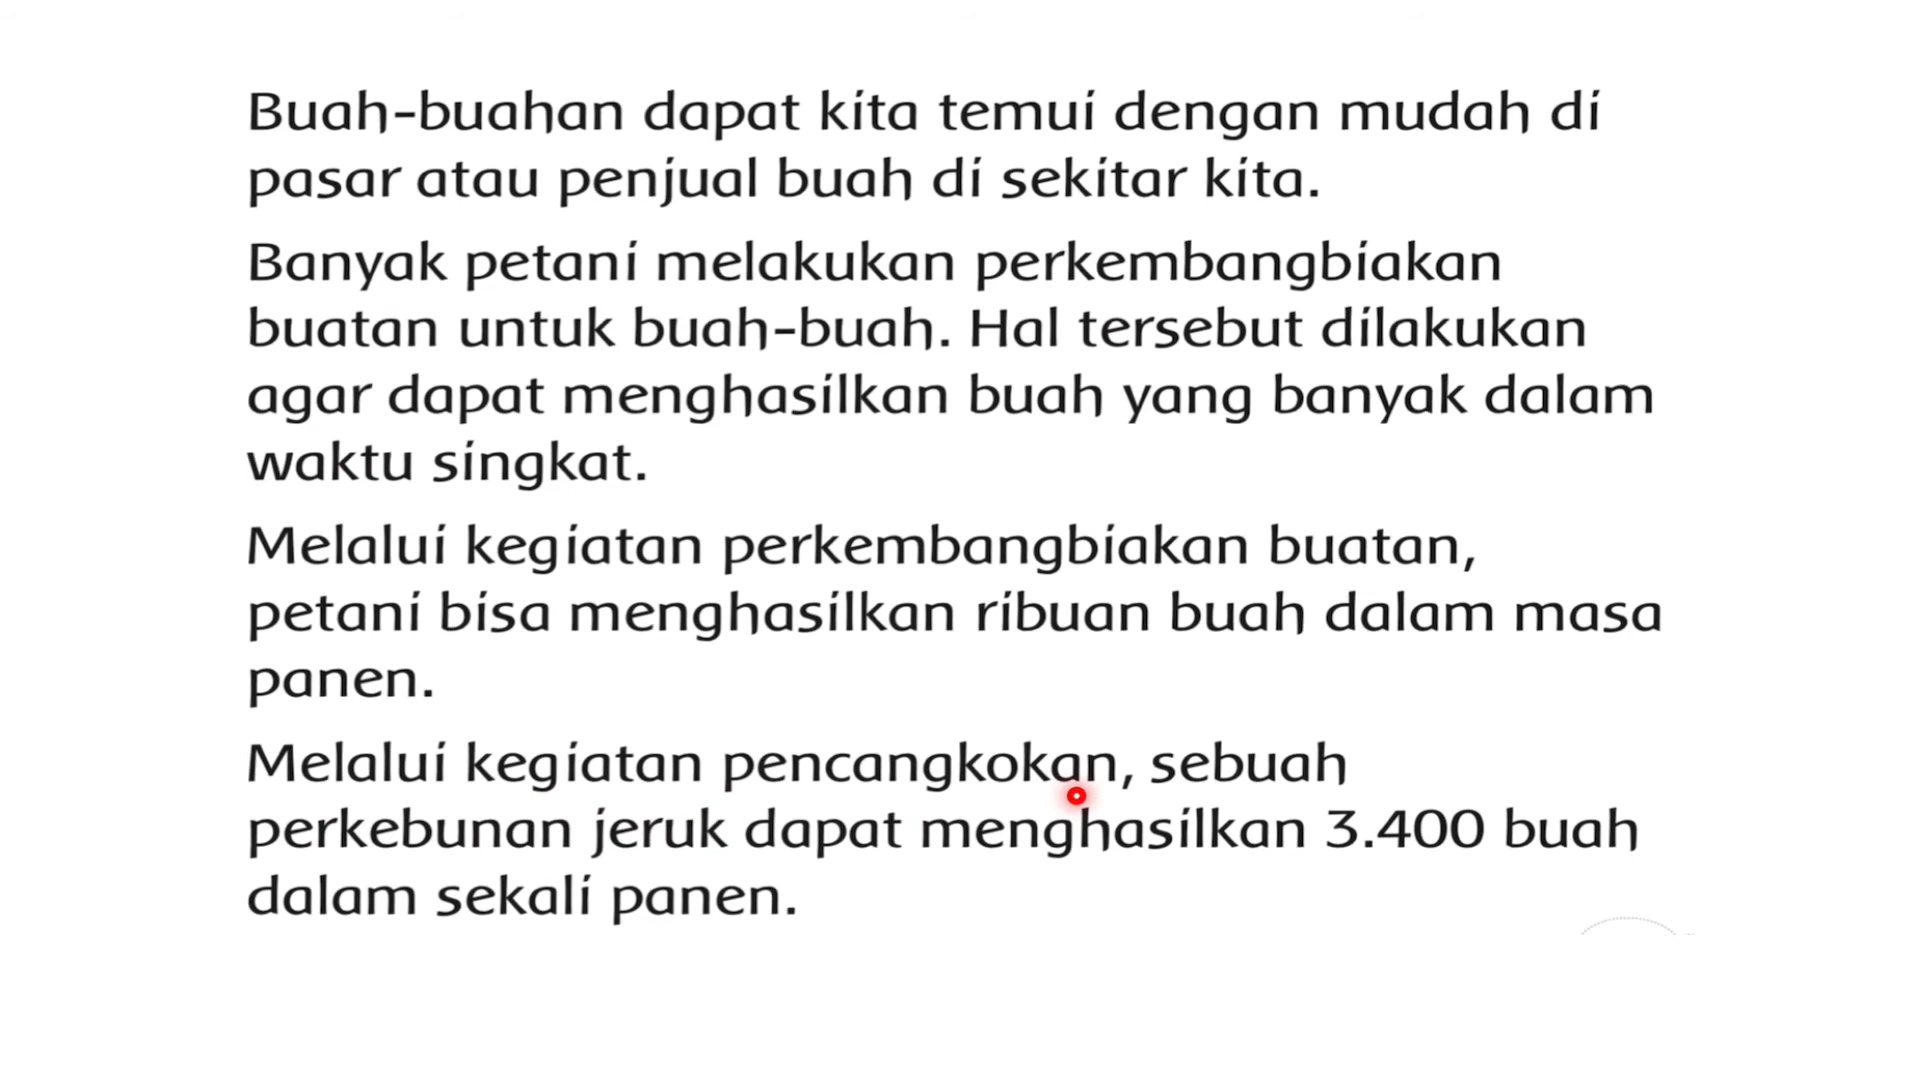 Buah-buahan dapat kita temui dengan mudah di
pasar atau penjual buah di sekitar kita.
Banyak petani melakukan perkembangbiakan
buatan untuk buah-buah. Hal tersebut dilakukan
agar dapat menghasilkan buah yang banyak dalam
waktu singkat.
Melalui kegiatan perkembangbiakan buatan,
petani bisa menghasilkan ribuan buah dalam masa
panen.
Melalui kegiatan pencangkokan, sebuah
perkebunan jeruk dapat menghasilkan 3.400 buah
dalam sekali panen.